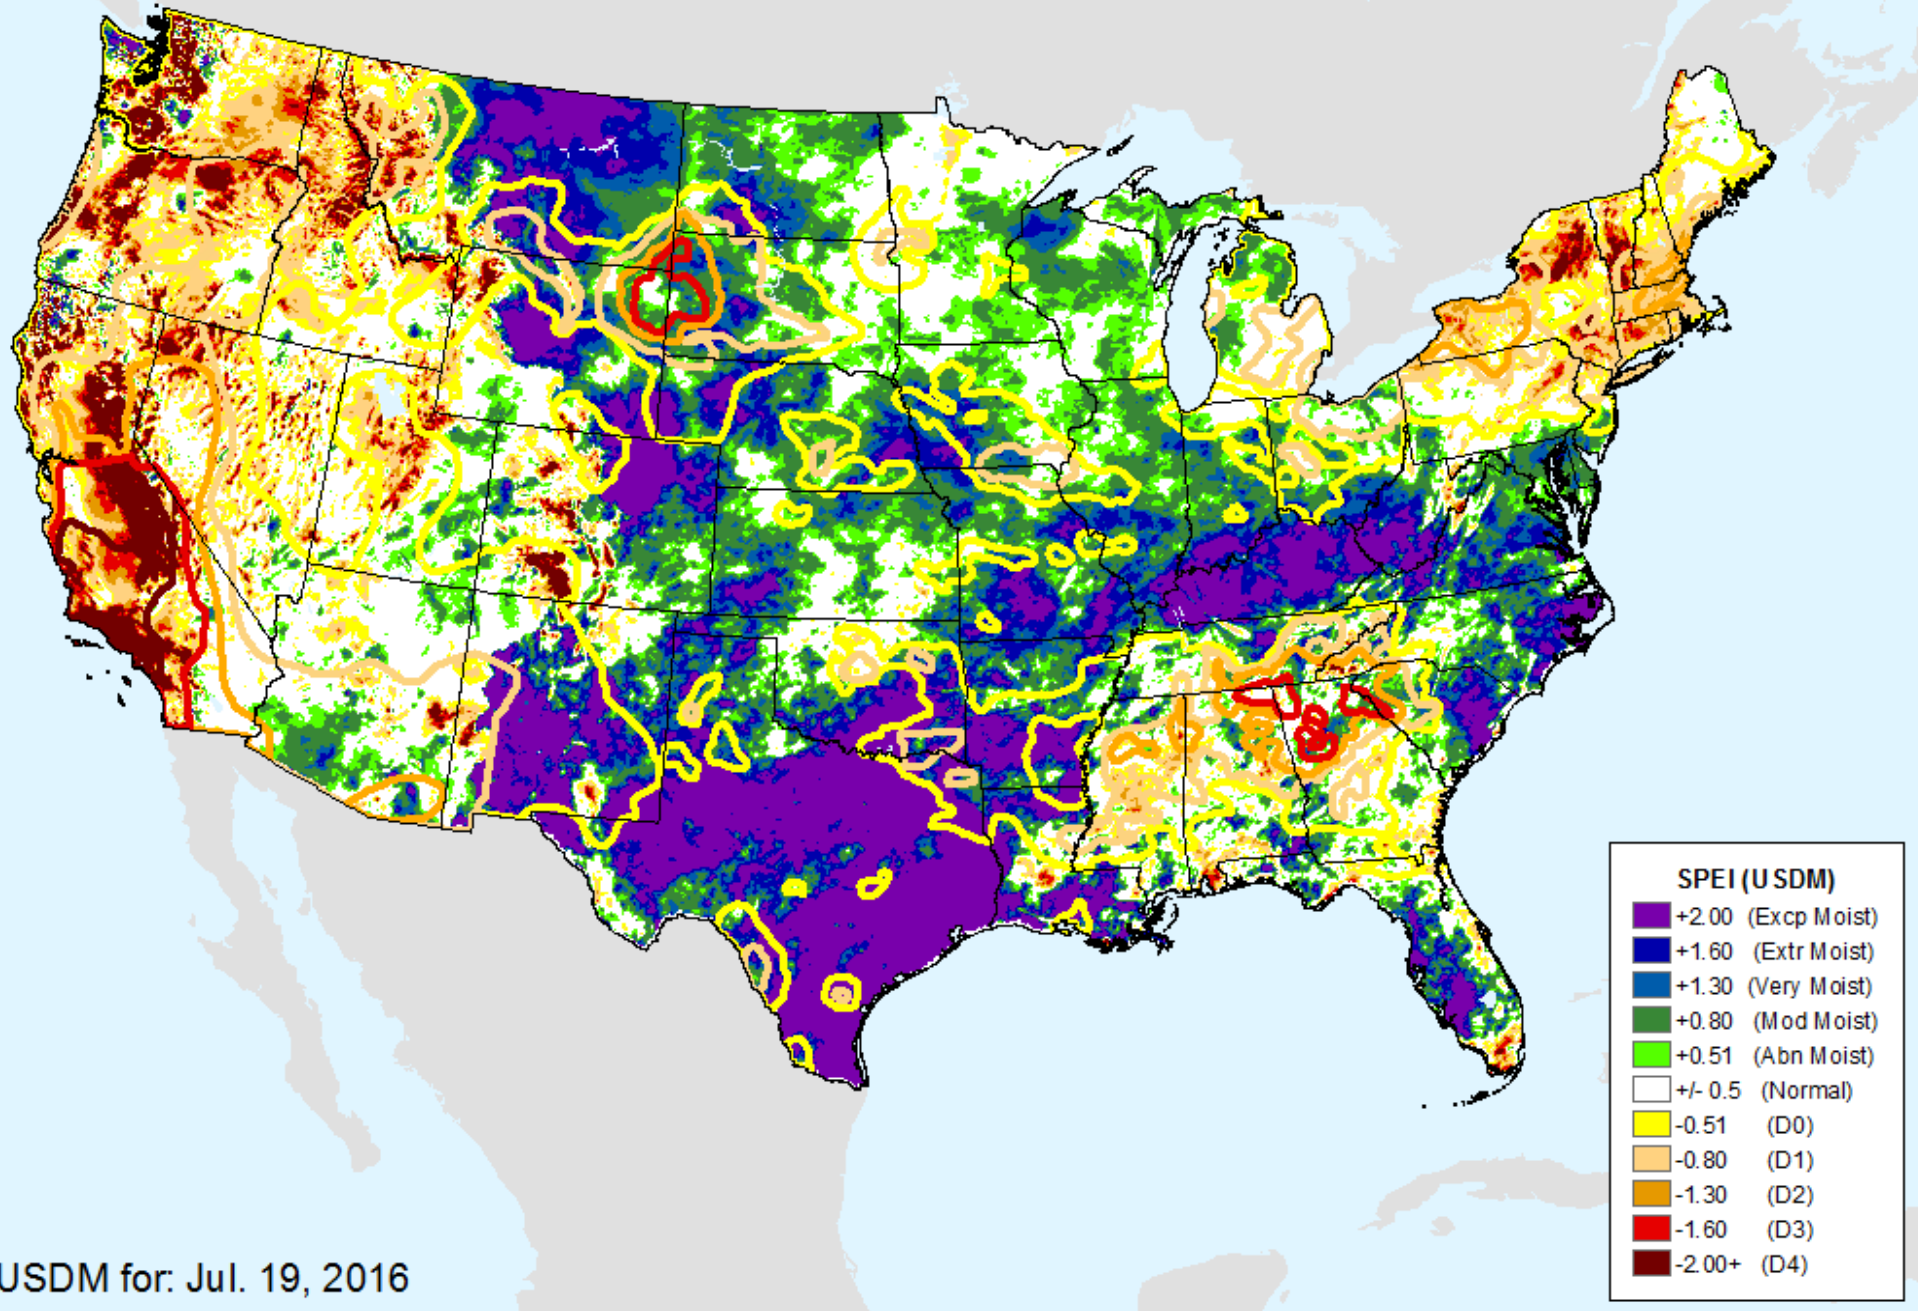 SPEI (USDM)
+2.00 (Excp Moist)
+1.60 (Extr Moist)
+1.30 (Very Moist)
+0.80 (Mod Moist)
+0.51 (Abn Moist)
+/- 0.5 (Normal)
-0.51 (D0)
-0.80 (D1)
-1.30 (D2)
-1.60 (D3)
-2.00+ (D4)
USDM for: Jul. 19, 2016